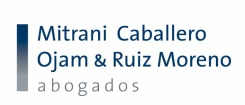 Mitrani Caballero
Ojam & Ruiz Moreno
abogados